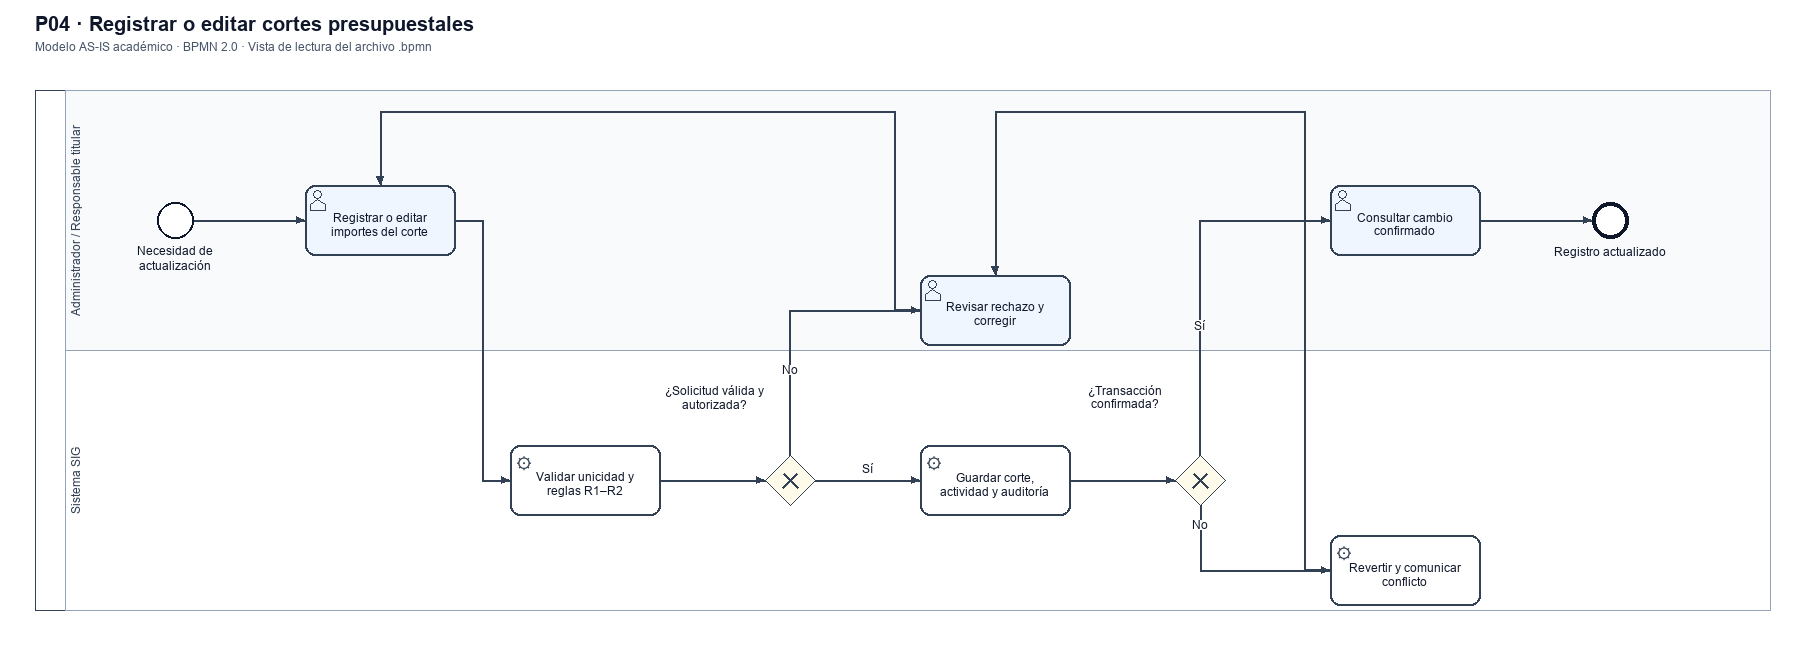 P04 · Registrar o editar cortes presupuestales
Modelo AS-IS académico · BPMN 2.0 · Vista de lectura del archivo .bpmn
Administrador / Responsable titular
Necesidad de
actualización
Registrar o editar
importes del corte
Revisar rechazo y
corregir
Consultar cambio
confirmado
Registro actualizado
Sí
No
Sistema SIG
¿Solicitud válida y
autorizada?
¿Transacción
confirmada?
Validar unicidad y
reglas R1–R2
Sí
Guardar corte,
actividad y auditoría
No
Revertir y comunicar
conflicto